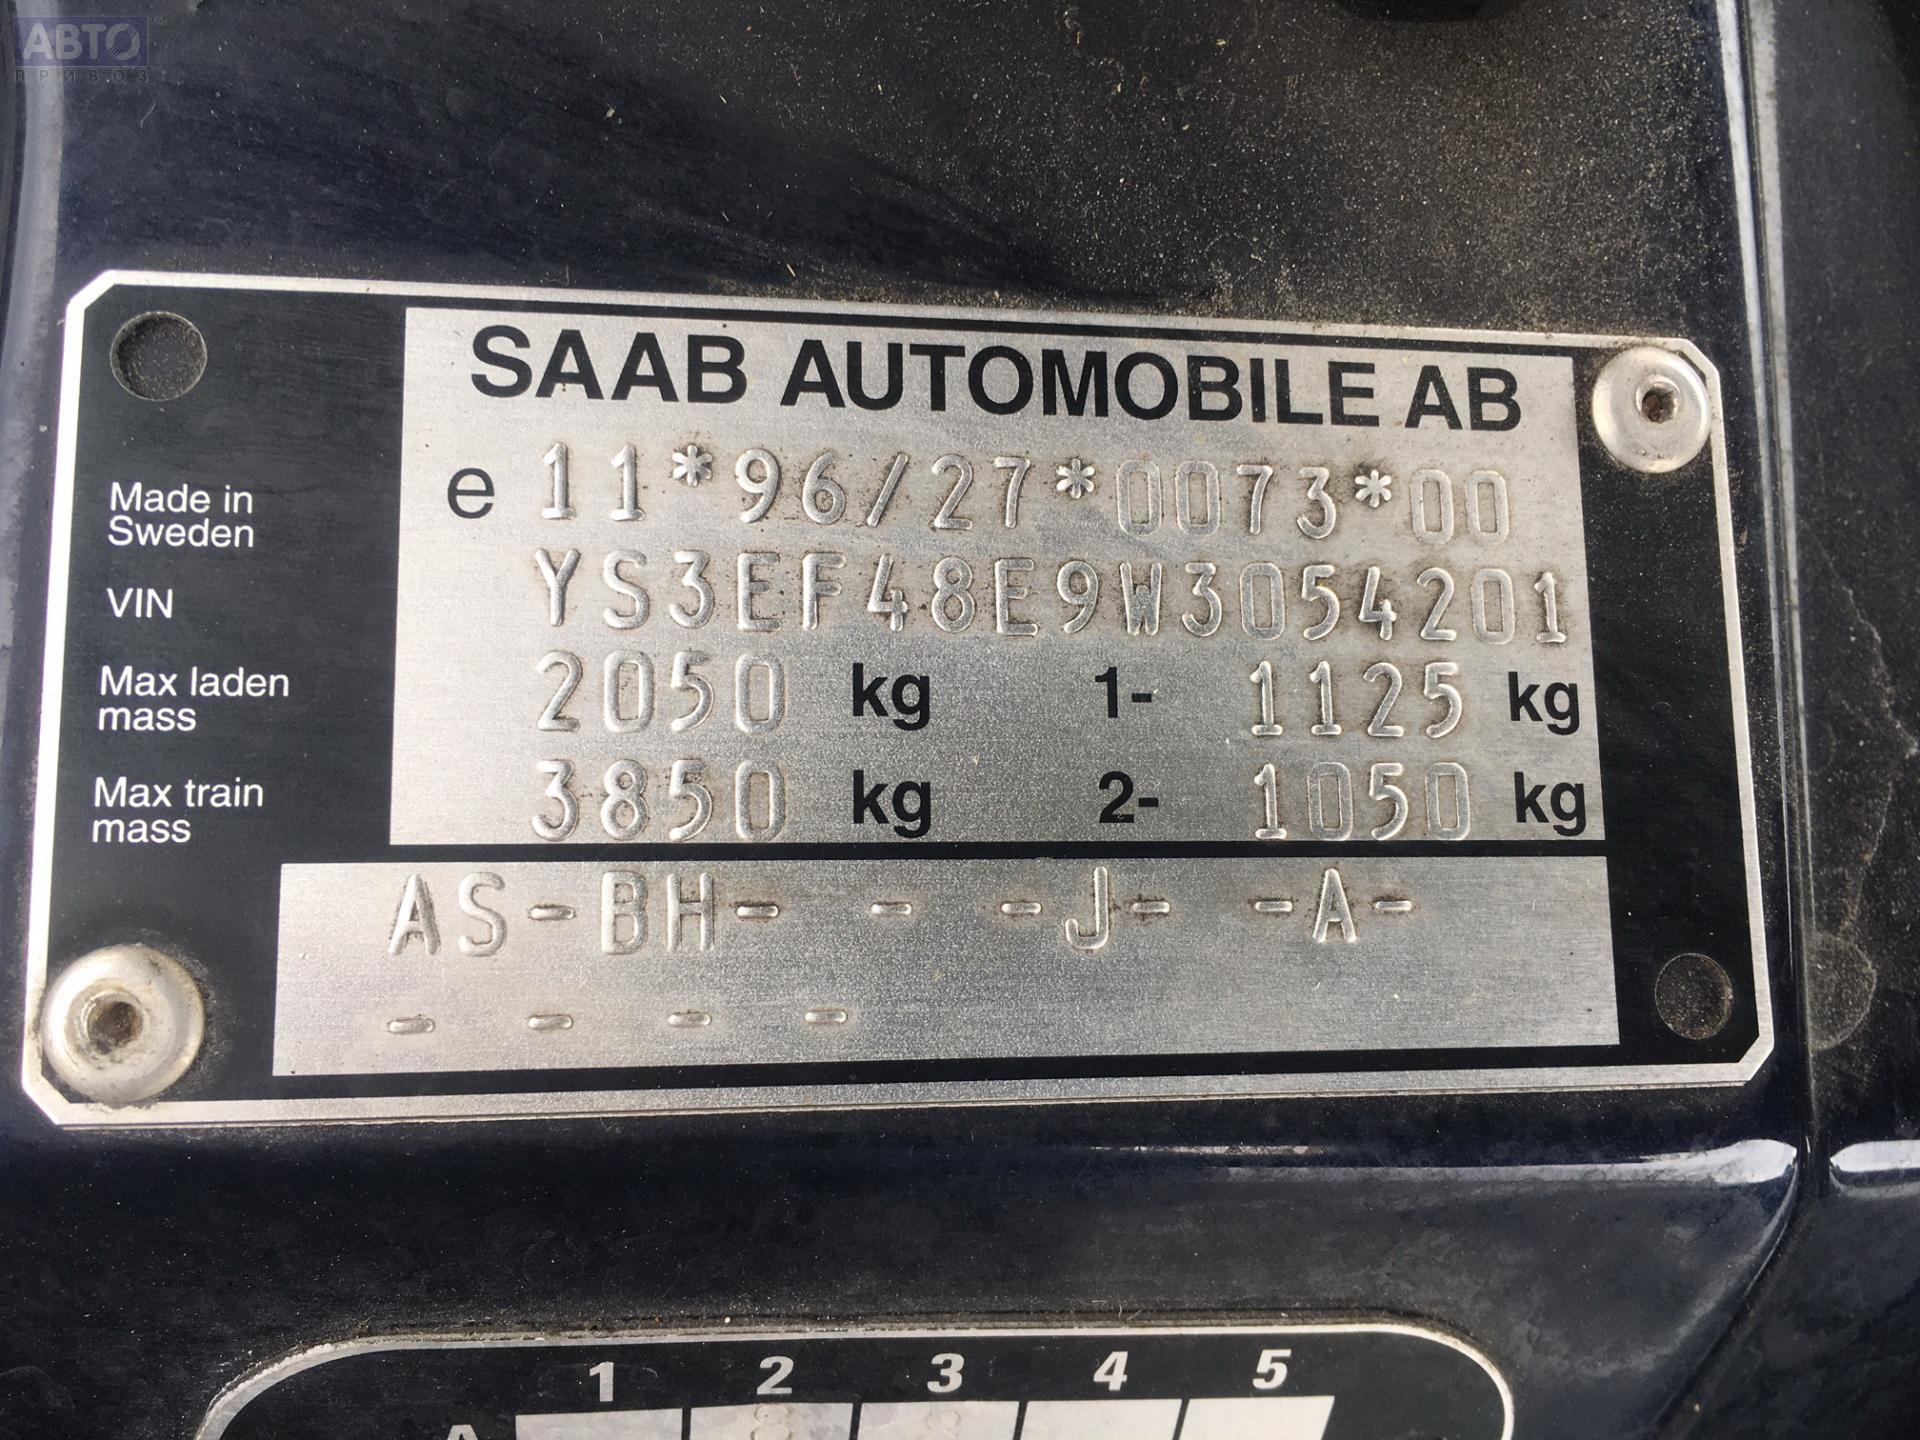 АВТО
ПРИВОЗ
SAAB AUTOMOBILE AB
e 11*96/27*0073*00
Made in
Sweden
VIN YS3EF48E9W3054201
Max laden
mass 2050 kg 1- 1125 kg
Max train
mass 3850 kg 2- 1050 kg
AS-BH- - -J- -A-
- - - -
1 2 3 4 5
A